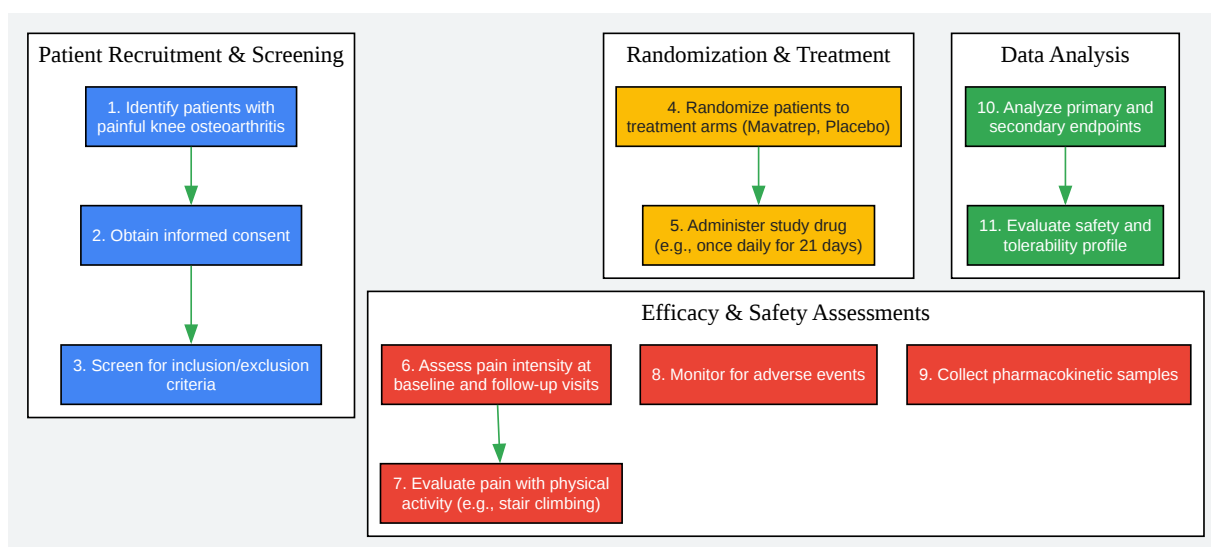 Patient Recruitment & Screening
1. Identify patients with
painful knee osteoarthritis
2. Obtain informed consent
3. Screen for inclusion/exclusion
criteria
Randomization & Treatment
4. Randomize patients to
treatment arms (Mavatrep, Placebo)
5. Administer study drug
(e.g., once daily for 21 days)
Efficacy & Safety Assessments
6. Assess pain intensity at
baseline and follow-up visits
7. Evaluate pain with physical
activity (e.g., stair climbing)
8. Monitor for adverse events
9. Collect pharmacokinetic samples
Data Analysis
10. Analyze primary and
secondary endpoints
11. Evaluate safety and
tolerability profile